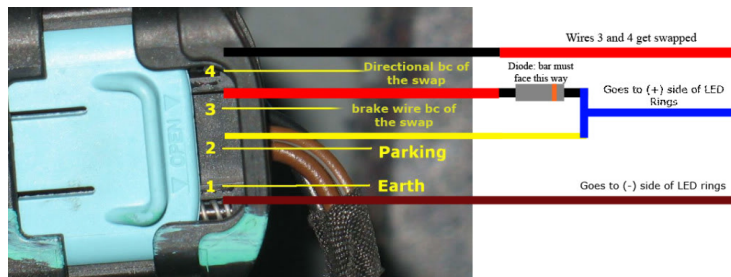 Wires 3 and 4 get swapped
4 Directional bc of
the swap
Diode: bar must
face this way
3 brake wire bc of
the swap
Goes to (+) side of LED
Rings
OPEN
2 Parking
1 Earth
Goes to (-) side of LED rings